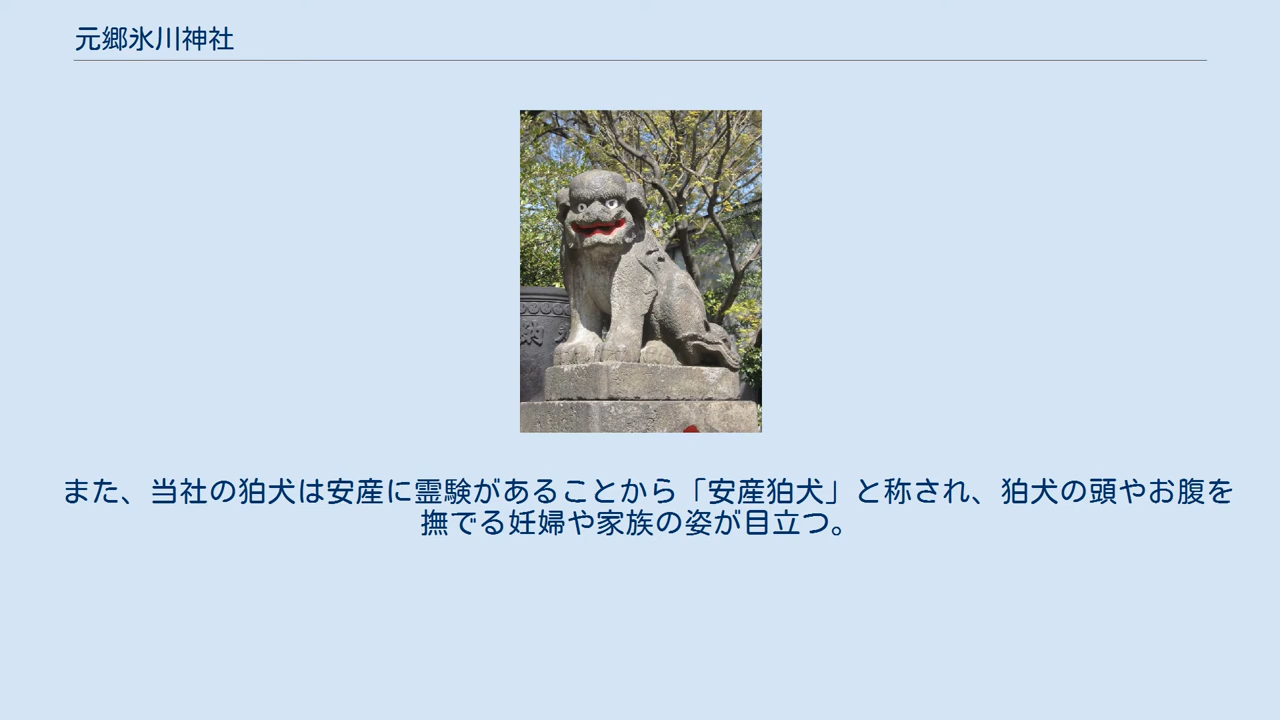 元郷氷川神社
納
また、当社の狛犬は安産に霊験があることから「安産狛犬」と称され、狛犬の頭やお腹を
撫でる妊婦や家族の姿が目立つ。